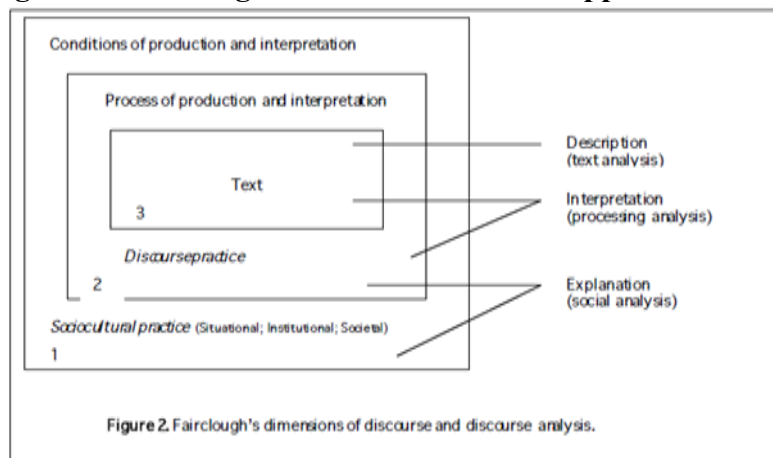 Conditions of production and interpretation
Process of production and interpretation
Description
(text analysis)
Text
Interpretation
3
(processing analysis)
Discoursepractice
2
Explanation
(social analysis)
Sociocultural practice (Situational; Institutional; Societal)
1
Figure 2. Fairclough's dimensions of discourse and discourse analysis.